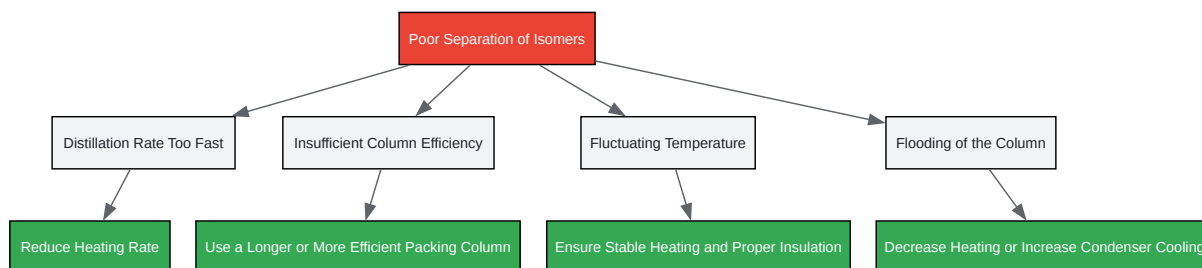 Poor Separation of Isomers
Distillation Rate Too Fast
Insufficient Column Efficiency
Fluctuating Temperature
Flooding of the Column
Reduce Heating Rate
Use a Longer or More Efficient Packing Column
Ensure Stable Heating and Proper Insulation
Decrease Heating or Increase Condenser Cooling